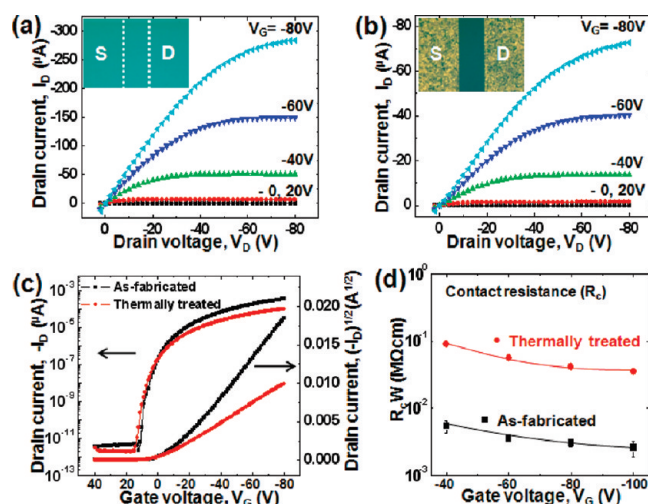 (a)
Drain current, I_D (µA)
-300
-250
-200
-150
-100
-50
0
S D
V_G= -80V
-60V
-40V
- 0, 20V
0 -20 -40 -60 -80
Drain voltage, V_D (V)
(b)
Drain current, I_D (µA)
-80
-60
-40
-20
0
S D
V_G= -80V
-60V
-40V
- 0, 20V
0 -20 -40 -60 -80
Drain voltage, V_D (V)
(c)
Drain current, -I_D (µA)
10^-3
10^-5
10^-7
10^-9
10^-11
10^-13
As-fabricated
Thermally treated
0.020
0.015
0.010
0.005
0.000
Drain current, (-I_D)^1/2 (A^1/2)
40 20 0 -20 -40 -60 -80
Gate voltage, V_G (V)
(d)
R_cW (MΩcm)
10^0
10^-1
10^-2
10^-3
Contact resistance (R_c)
Thermally treated
As-fabricated
-40 -60 -80 -100
Gate voltage, V_G (V)